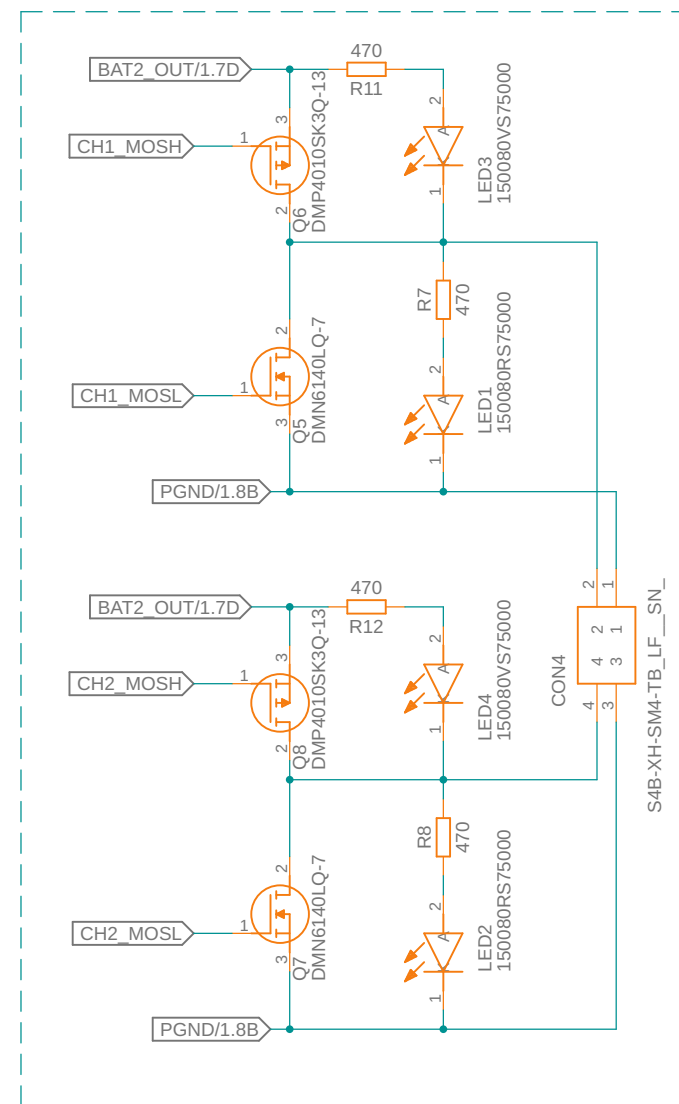 BAT2_OUT/1.7D
470
R11
CH1_MOSH
1
3
2
Q6
DMP4010SK3Q-13
2
A
1
LED3
150080VS75000
R7
470
CH1_MOSL
1
2
3
Q5
DMN6140LQ-7
2
A
1
LED1
150080RS75000
PGND/1.8B
BAT2_OUT/1.7D
470
R12
CH2_MOSH
1
3
2
Q8
DMP4010SK3Q-13
2
A
1
LED4
150080VS75000
2
1
2
1
4
3
4
3
CON4
S4B-XH-SM4-TB_LF__SN_
R8
470
CH2_MOSL
1
2
3
Q7
DMN6140LQ-7
2
A
1
LED2
150080RS75000
PGND/1.8B